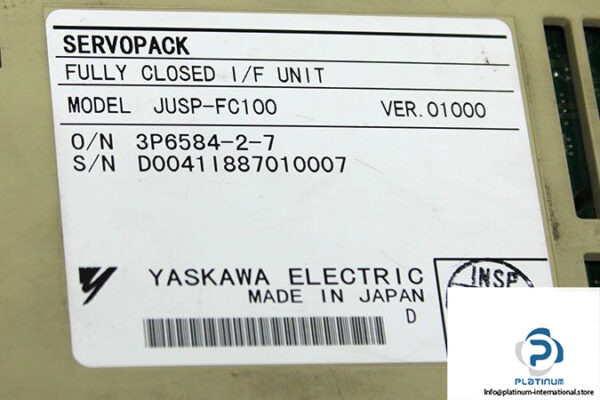 SERVOPACK
FULLY CLOSED I/F UNIT
MODEL JUSP-FC100 VER.01000
O/N 3P6584-2-7
S/N D0041I887010007
YASKAWA ELECTRIC
MADE IN JAPAN
D
INSP
PLATINUM
Info@platinum-international.store